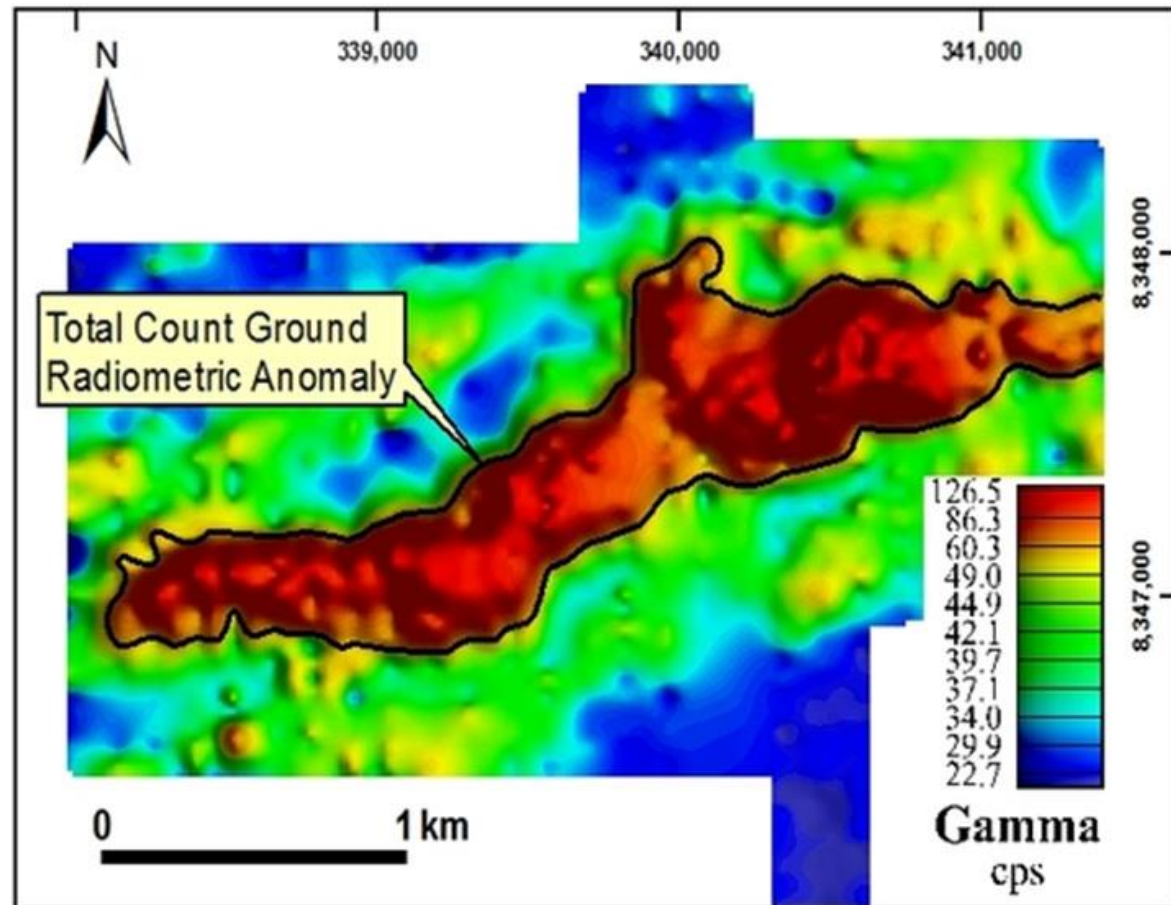 339,000
340,000
341,000
N
8,348,000
Total Count Ground
Radiometric Anomaly
8,347,000
126.5
86.3
60.3
49.0
44.9
42.1
39.7
37.1
34.0
29.9
22.7
0
1 km
Gamma
cps